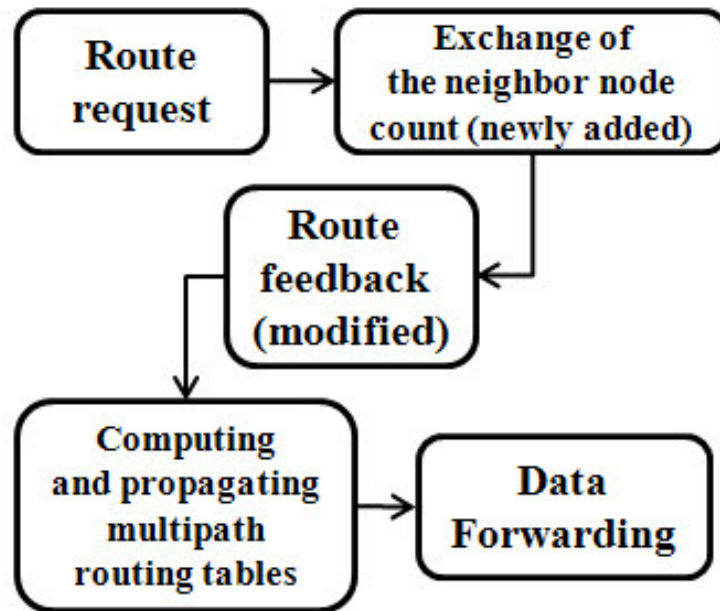 Route
request
Exchange of
the neighbor node
count (newly added)
Route
feedback
(modified)
Computing
and propagating
multipath
routing tables
Data
Forwarding